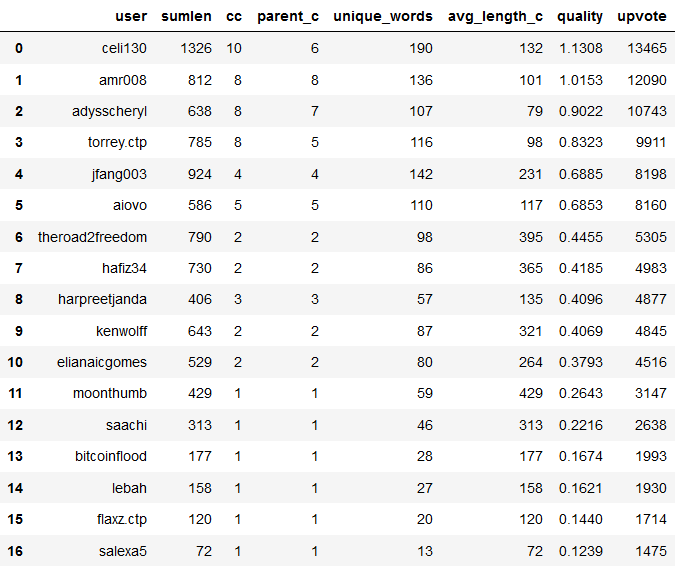 user sumlen cc parent_c unique_words avg_length_c quality upvote
0 celi130 1326 10 6 190 132 1.1308 13465
1 amr008 812 8 8 136 101 1.0153 12090
2 adysscheryl 638 8 7 107 79 0.9022 10743
3 torrey.ctp 785 8 5 116 98 0.8323 9911
4 jfang003 924 4 4 142 231 0.6885 8198
5 aiovo 586 5 5 110 117 0.6853 8160
6 theroad2freedom 790 2 2 98 395 0.4455 5305
7 hafiz34 730 2 2 86 365 0.4185 4983
8 harpreetjanda 406 3 3 57 135 0.4096 4877
9 kenwolff 643 2 2 87 321 0.4069 4845
10 elianaicgomes 529 2 2 80 264 0.3793 4516
11 moonthumb 429 1 1 59 429 0.2643 3147
12 saachi 313 1 1 46 313 0.2216 2638
13 bitcoinflood 177 1 1 28 177 0.1674 1993
14 lebah 158 1 1 27 158 0.1621 1930
15 flaxz.ctp 120 1 1 20 120 0.1440 1714
16 salexa5 72 1 1 13 72 0.1239 1475